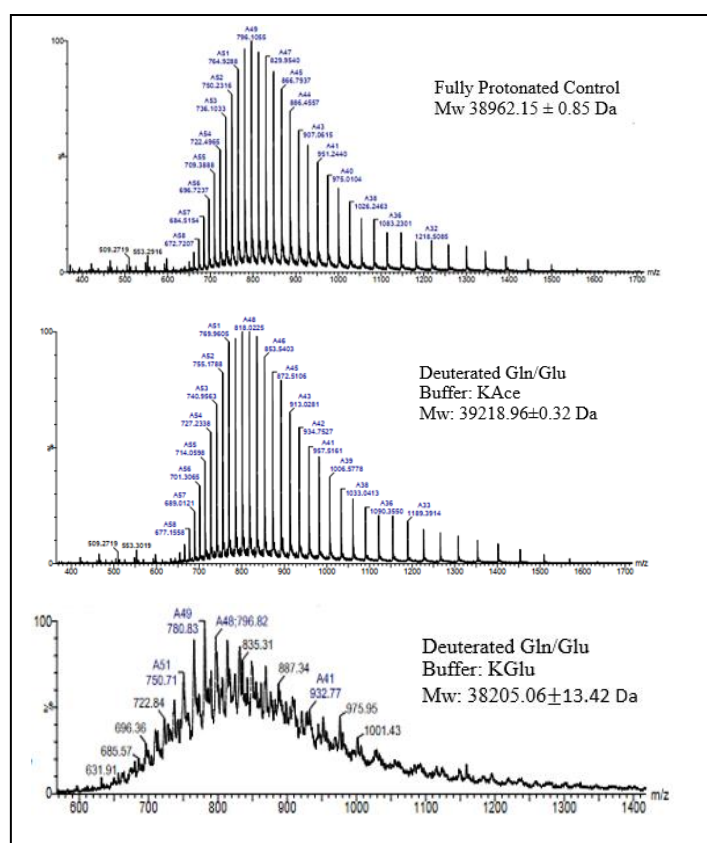 100
%
A49
796.1055
A51
764.9288
A47
829.9540
A52
750.2316
A45
866.7937
A53
736.1033
A44
886.4557
A54
722.4965
A43
907.0615
A55
709.3888
A41
951.2440
A56
696.7237
A40
975.0104
A57
684.5154
A38
1026.2463
A36
1083.2301
A32
1218.5085
A58
672.7207
509.2719
553.2916
Fully Protonated Control
Mw 38962.15 ± 0.85 Da
400 500 600 700 800 900 1000 1100 1200 1300 1400 1500 1600 1700 m/z
100
%
A51
769.9605
A48
818.0225
A46
853.5403
A52
755.1788
A45
872.5106
A53
740.9563
A43
913.0281
A54
727.2338
A42
934.7527
A55
714.0598
A41
957.5161
A56
701.3065
A39
1006.5778
A57
689.0121
A38
1033.0413
A36
1090.3550
A33
1189.3914
A58
677.1558
509.2719
553.3019
Deuterated Gln/Glu
Buffer: KAce
Mw: 39218.96±0.32 Da
400 500 600 700 800 900 1000 1100 1200 1300 1400 1500 1600 1700 m/z
100
%
A49
780.83
A48;796.82
835.31
A51
750.71
887.34
A41
932.77
722.84
975.95
696.36
1001.43
685.57
631.91
Deuterated Gln/Glu
Buffer: KGlu
Mw: 38205.06±13.42 Da
600 700 800 900 1000 1100 1200 1300 1400 m/z